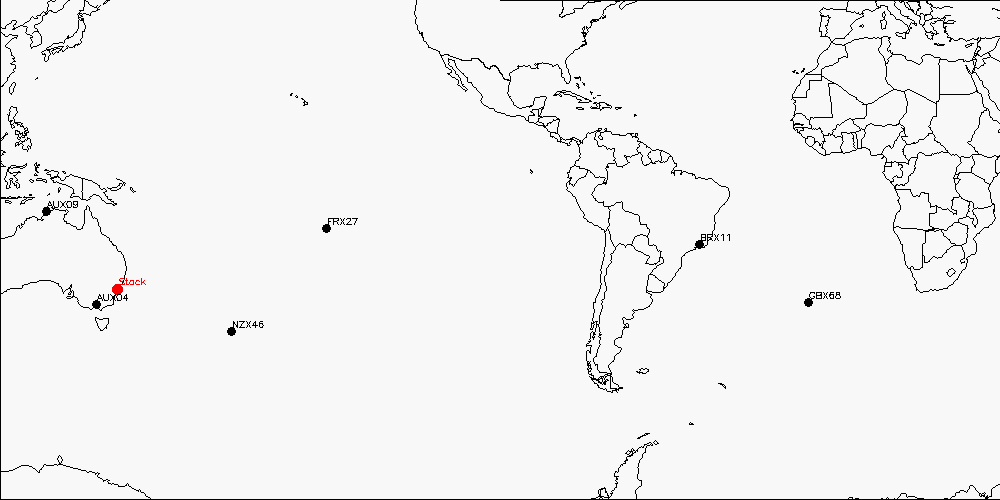 AUX09
FRX27
BRX11
Stock
AUX04
GBX68
NZX46